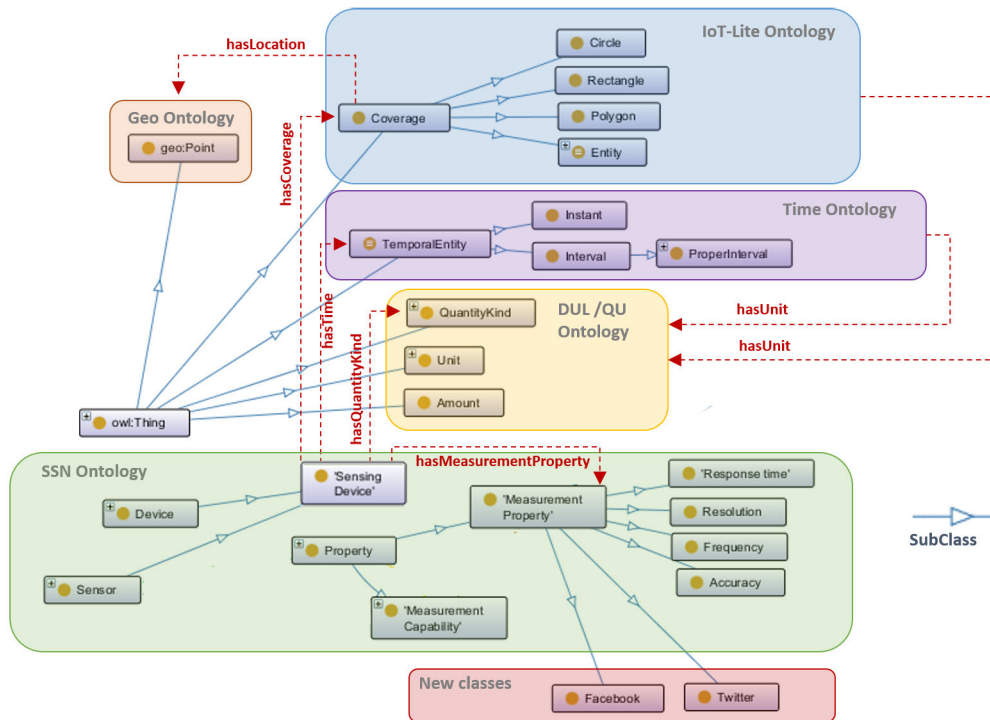 IoT-Lite Ontology
hasLocation
Circle
Rectangle
Geo Ontology
Coverage
Polygon
geo:Point
Entity
hasCoverage
Time Ontology
Instant
TemporalEntity
Interval
ProperInterval
hasTime
DUL /QU
Ontology
QuantityKind
hasUnit
hasUnit
hasQuantityKind
Unit
Amount
owl:Thing
SSN Ontology
hasMeasurementProperty
'Sensing
Device'
'Response time'
Device
'Measurement
Property'
Resolution
Property
Frequency
SubClass
Sensor
Accuracy
'Measurement
Capability'
New classes
Facebook
Twitter